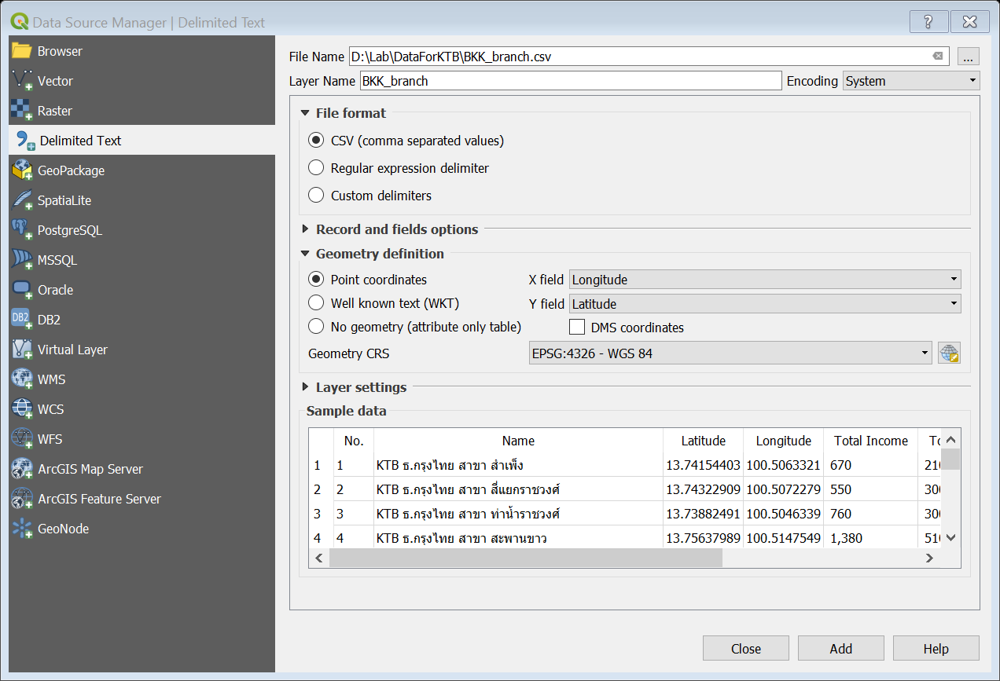 Data Source Manager | Delimited Text
Browser
Vector
Raster
Delimited Text
GeoPackage
SpatiaLite
PostgreSQL
MSSQL
Oracle
DB2
Virtual Layer
WMS
WCS
WFS
ArcGIS Map Server
ArcGIS Feature Server
GeoNode
File Name D:\Lab\DataForKTB\BKK_branch.csv ...
Layer Name BKK_branch Encoding System
File format
CSV (comma separated values)
Regular expression delimiter
Custom delimiters
Record and fields options
Geometry definition
Point coordinates X field Longitude
Well known text (WKT) Y field Latitude
No geometry (attribute only table) DMS coordinates
Geometry CRS EPSG:4326 - WGS 84
Layer settings
Sample data
No. Name Latitude Longitude Total Income
1 1 KTB ธ.กรุงไทย สาขา สำเพ็ง 13.74154403 100.5063321 670
2 2 KTB ธ.กรุงไทย สาขา สี่แยกราชวงศ์ 13.74322909 100.5072279 550
3 3 KTB ธ.กรุงไทย สาขา ท่าน้ำราชวงศ์ 13.73882491 100.5046339 760
4 4 KTB ธ.กรุงไทย สาขา สะพานขาว 13.75637989 100.5147549 1,380
Close Add Help